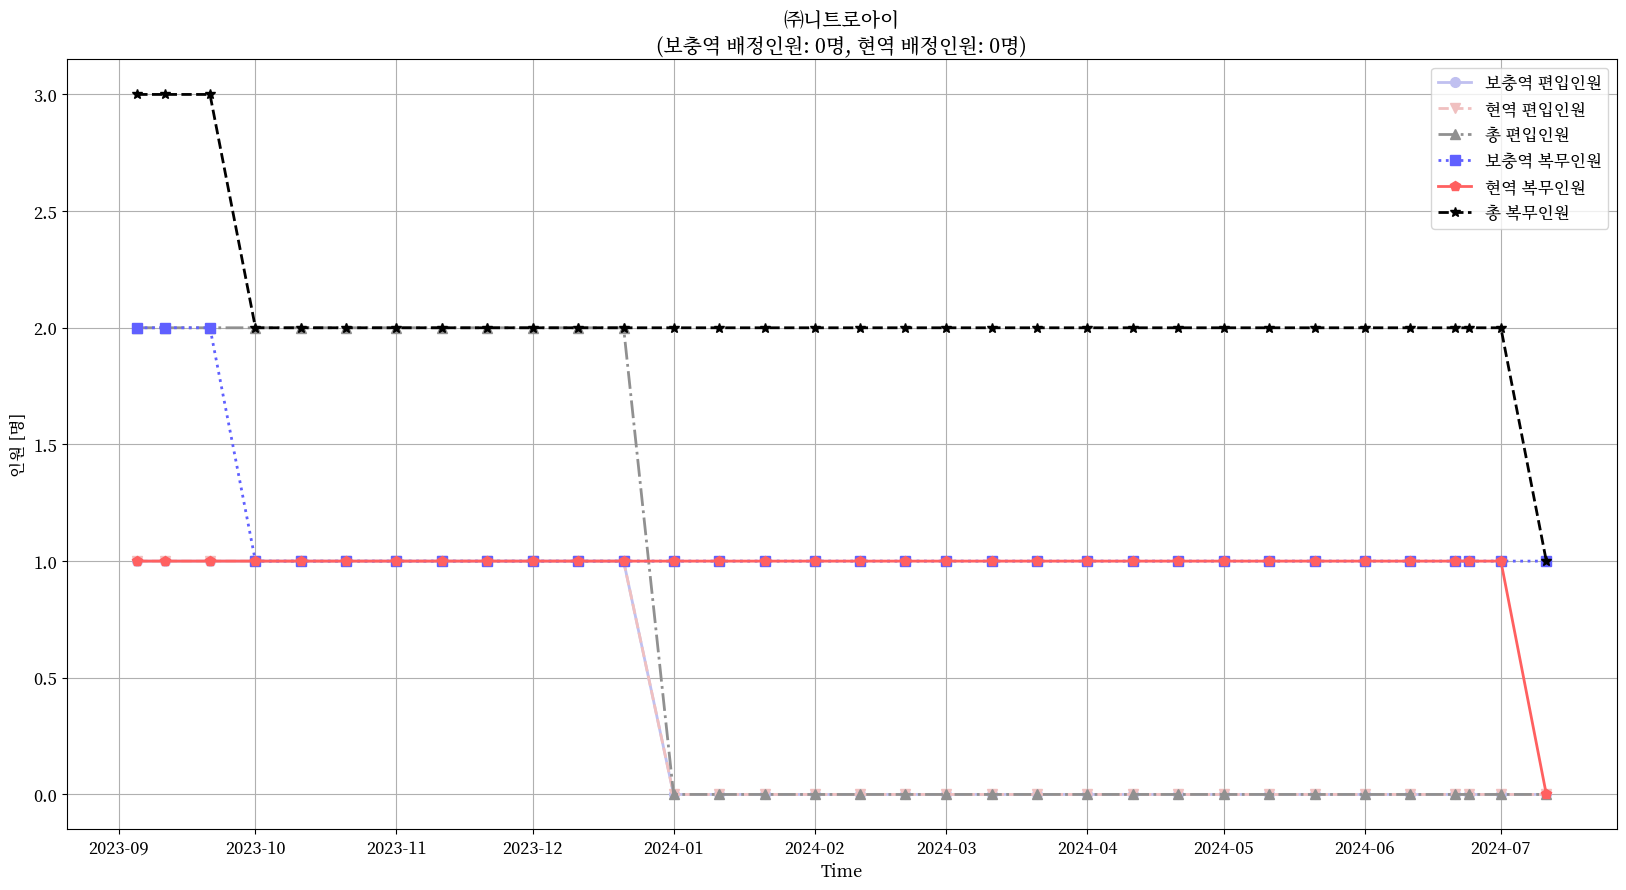 ㈜니트로아이
(보충역 배정인원: 0명, 현역 배정인원: 0명)
보충역 편입인원
현역 편입인원
총 편입인원
보충역 복무인원
현역 복무인원
총 복무인원
3.0
2.5
2.0
1.5
1.0
0.5
0.0
인원 [명]
2023-09 2023-10 2023-11 2023-12 2024-01 2024-02 2024-03 2024-04 2024-05 2024-06 2024-07
Time